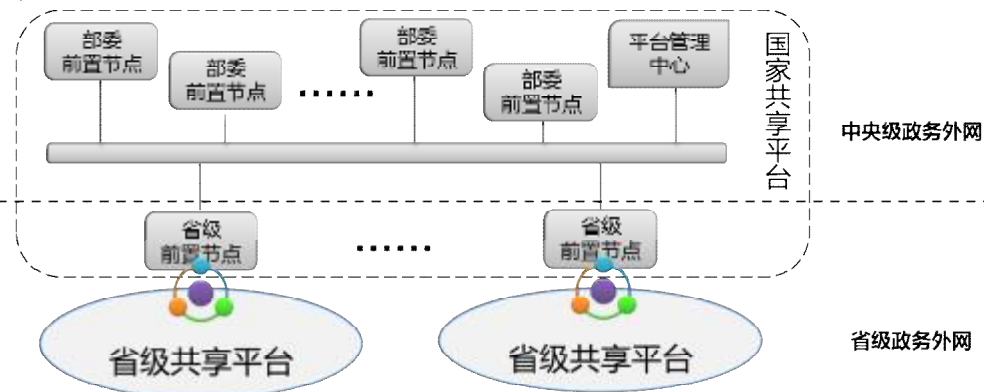 部委
前置节点
部委
前置节点
......
部委
前置节点
部委
前置节点
平台管理
中心
国家共享平台
中央级政务外网
省级
前置节点
......
省级
前置节点
省级共享平台
省级共享平台
省级政务外网